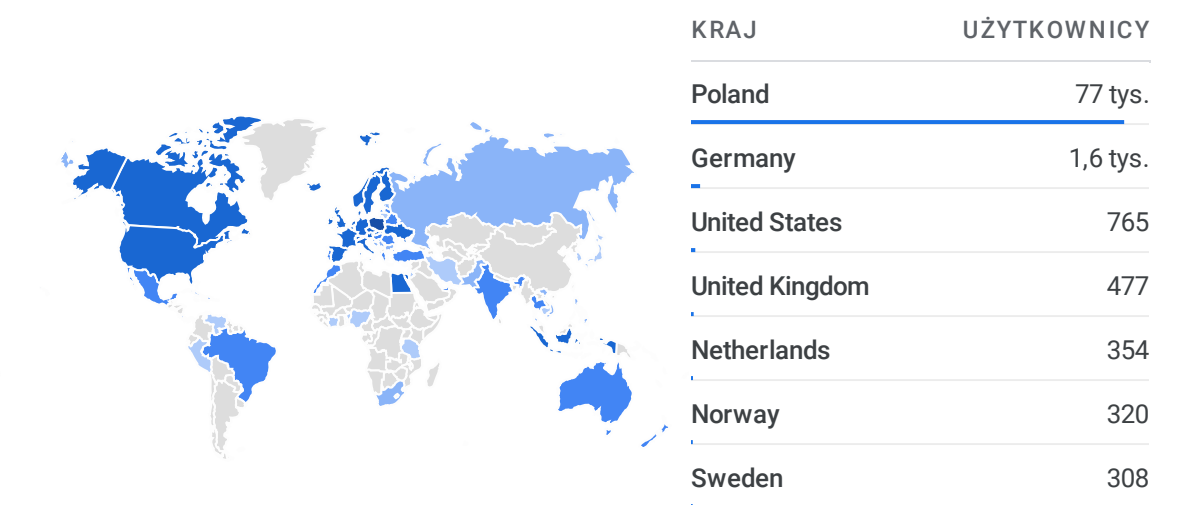 KRAJ UŻYTKOWNICY
Poland 77 tys.
Germany 1,6 tys.
United States 765
United Kingdom 477
Netherlands 354
Norway 320
Sweden 308